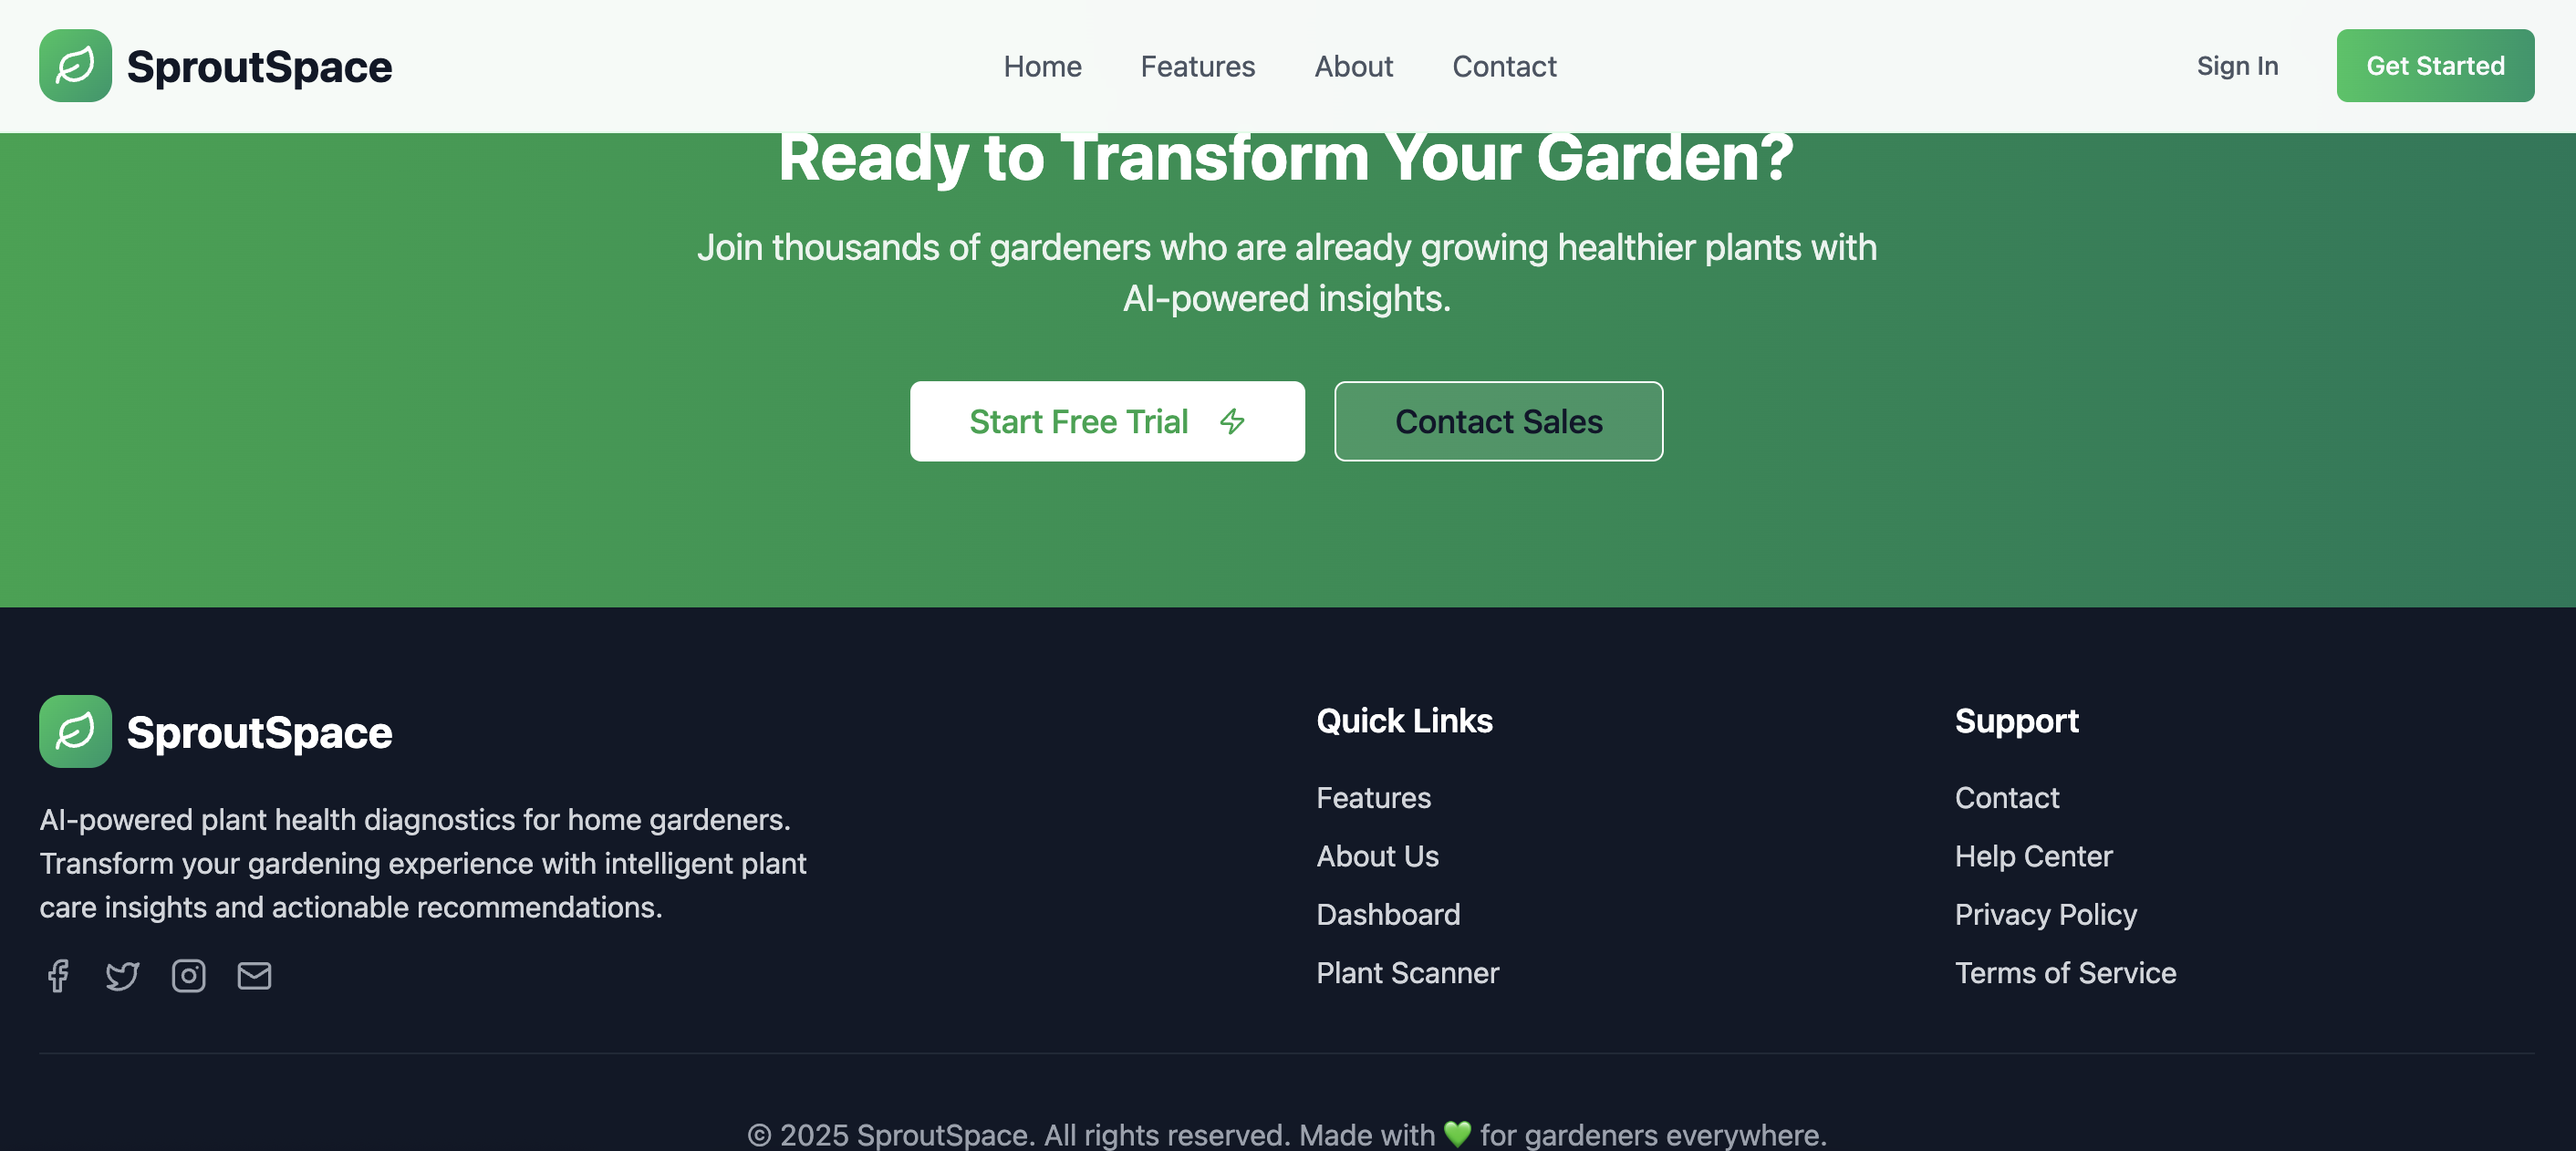 SproutSpace
Home
Features
About
Contact
Sign In
Get Started
Ready to Transform Your Garden?
Join thousands of gardeners who are already growing healthier plants with
AI-powered insights.
Start Free Trial
Contact Sales
SproutSpace
AI-powered plant health diagnostics for home gardeners.
Transform your gardening experience with intelligent plant
care insights and actionable recommendations.
Quick Links
Features
About Us
Dashboard
Plant Scanner
Support
Contact
Help Center
Privacy Policy
Terms of Service
© 2025 SproutSpace. All rights reserved. Made with 💚 for gardeners everywhere.